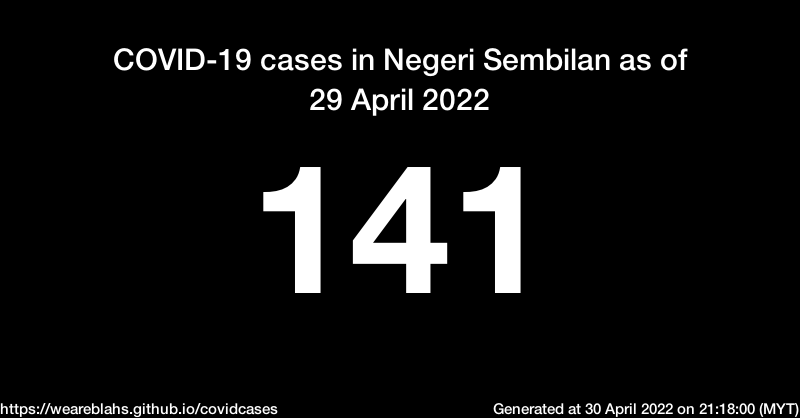 COVID-19 cases in Negeri Sembilan as of
29 April 2022
141
https://weareblahs.github.io/covidcases
Generated at 30 April 2022 on 21:18:00 (MYT)